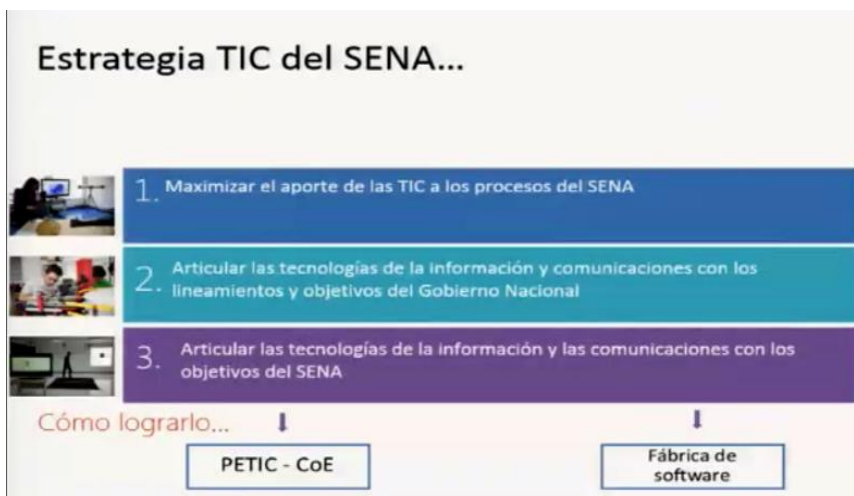 Estrategia TIC del SENA...
1. Maximizar el aporte de las TIC a los procesos del SENA
2. Articular las tecnologías de la información y comunicaciones con los
lineamientos y objetivos del Gobierno Nacional
3. Articular las tecnologías de la información y las comunicaciones con los
objetivos del SENA
Cómo lograrlo...
PETIC - CoE
Fábrica de
software